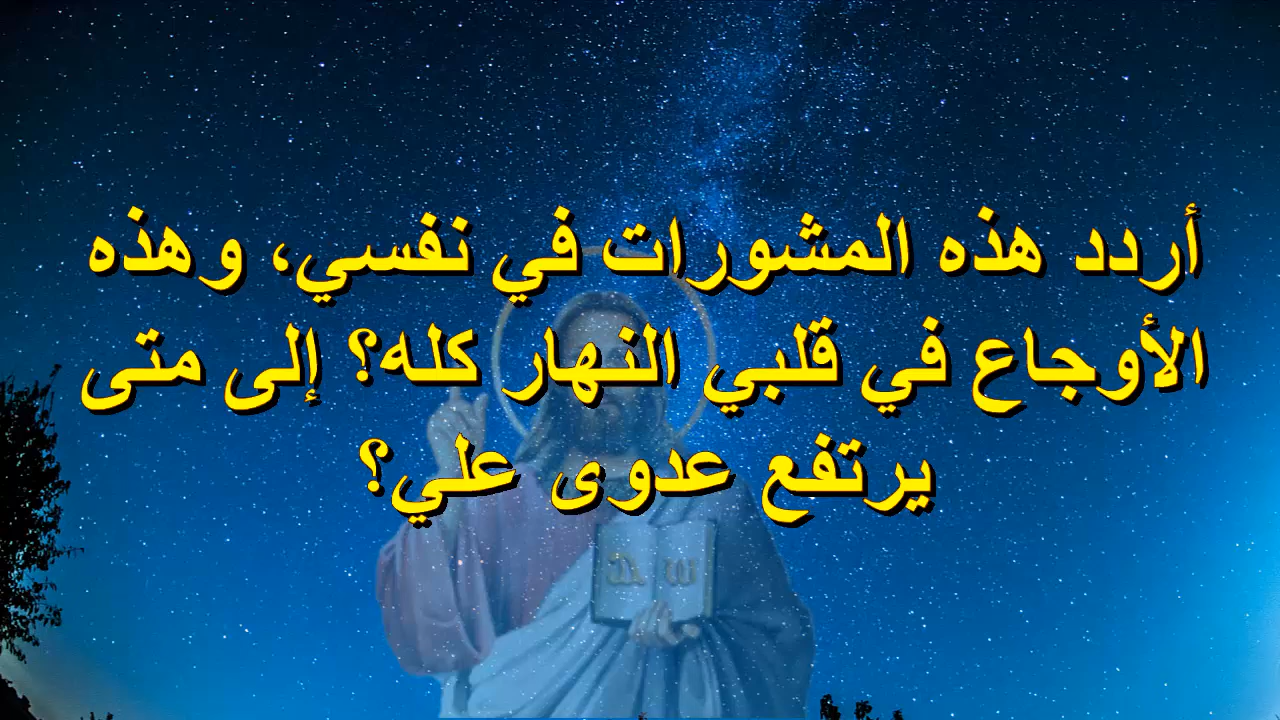 أردد هذه المشورات في نفسي، وهذه
الأوجاع في قلبي النهار كله؟ إلى متى
يرتفع عدوى علي؟